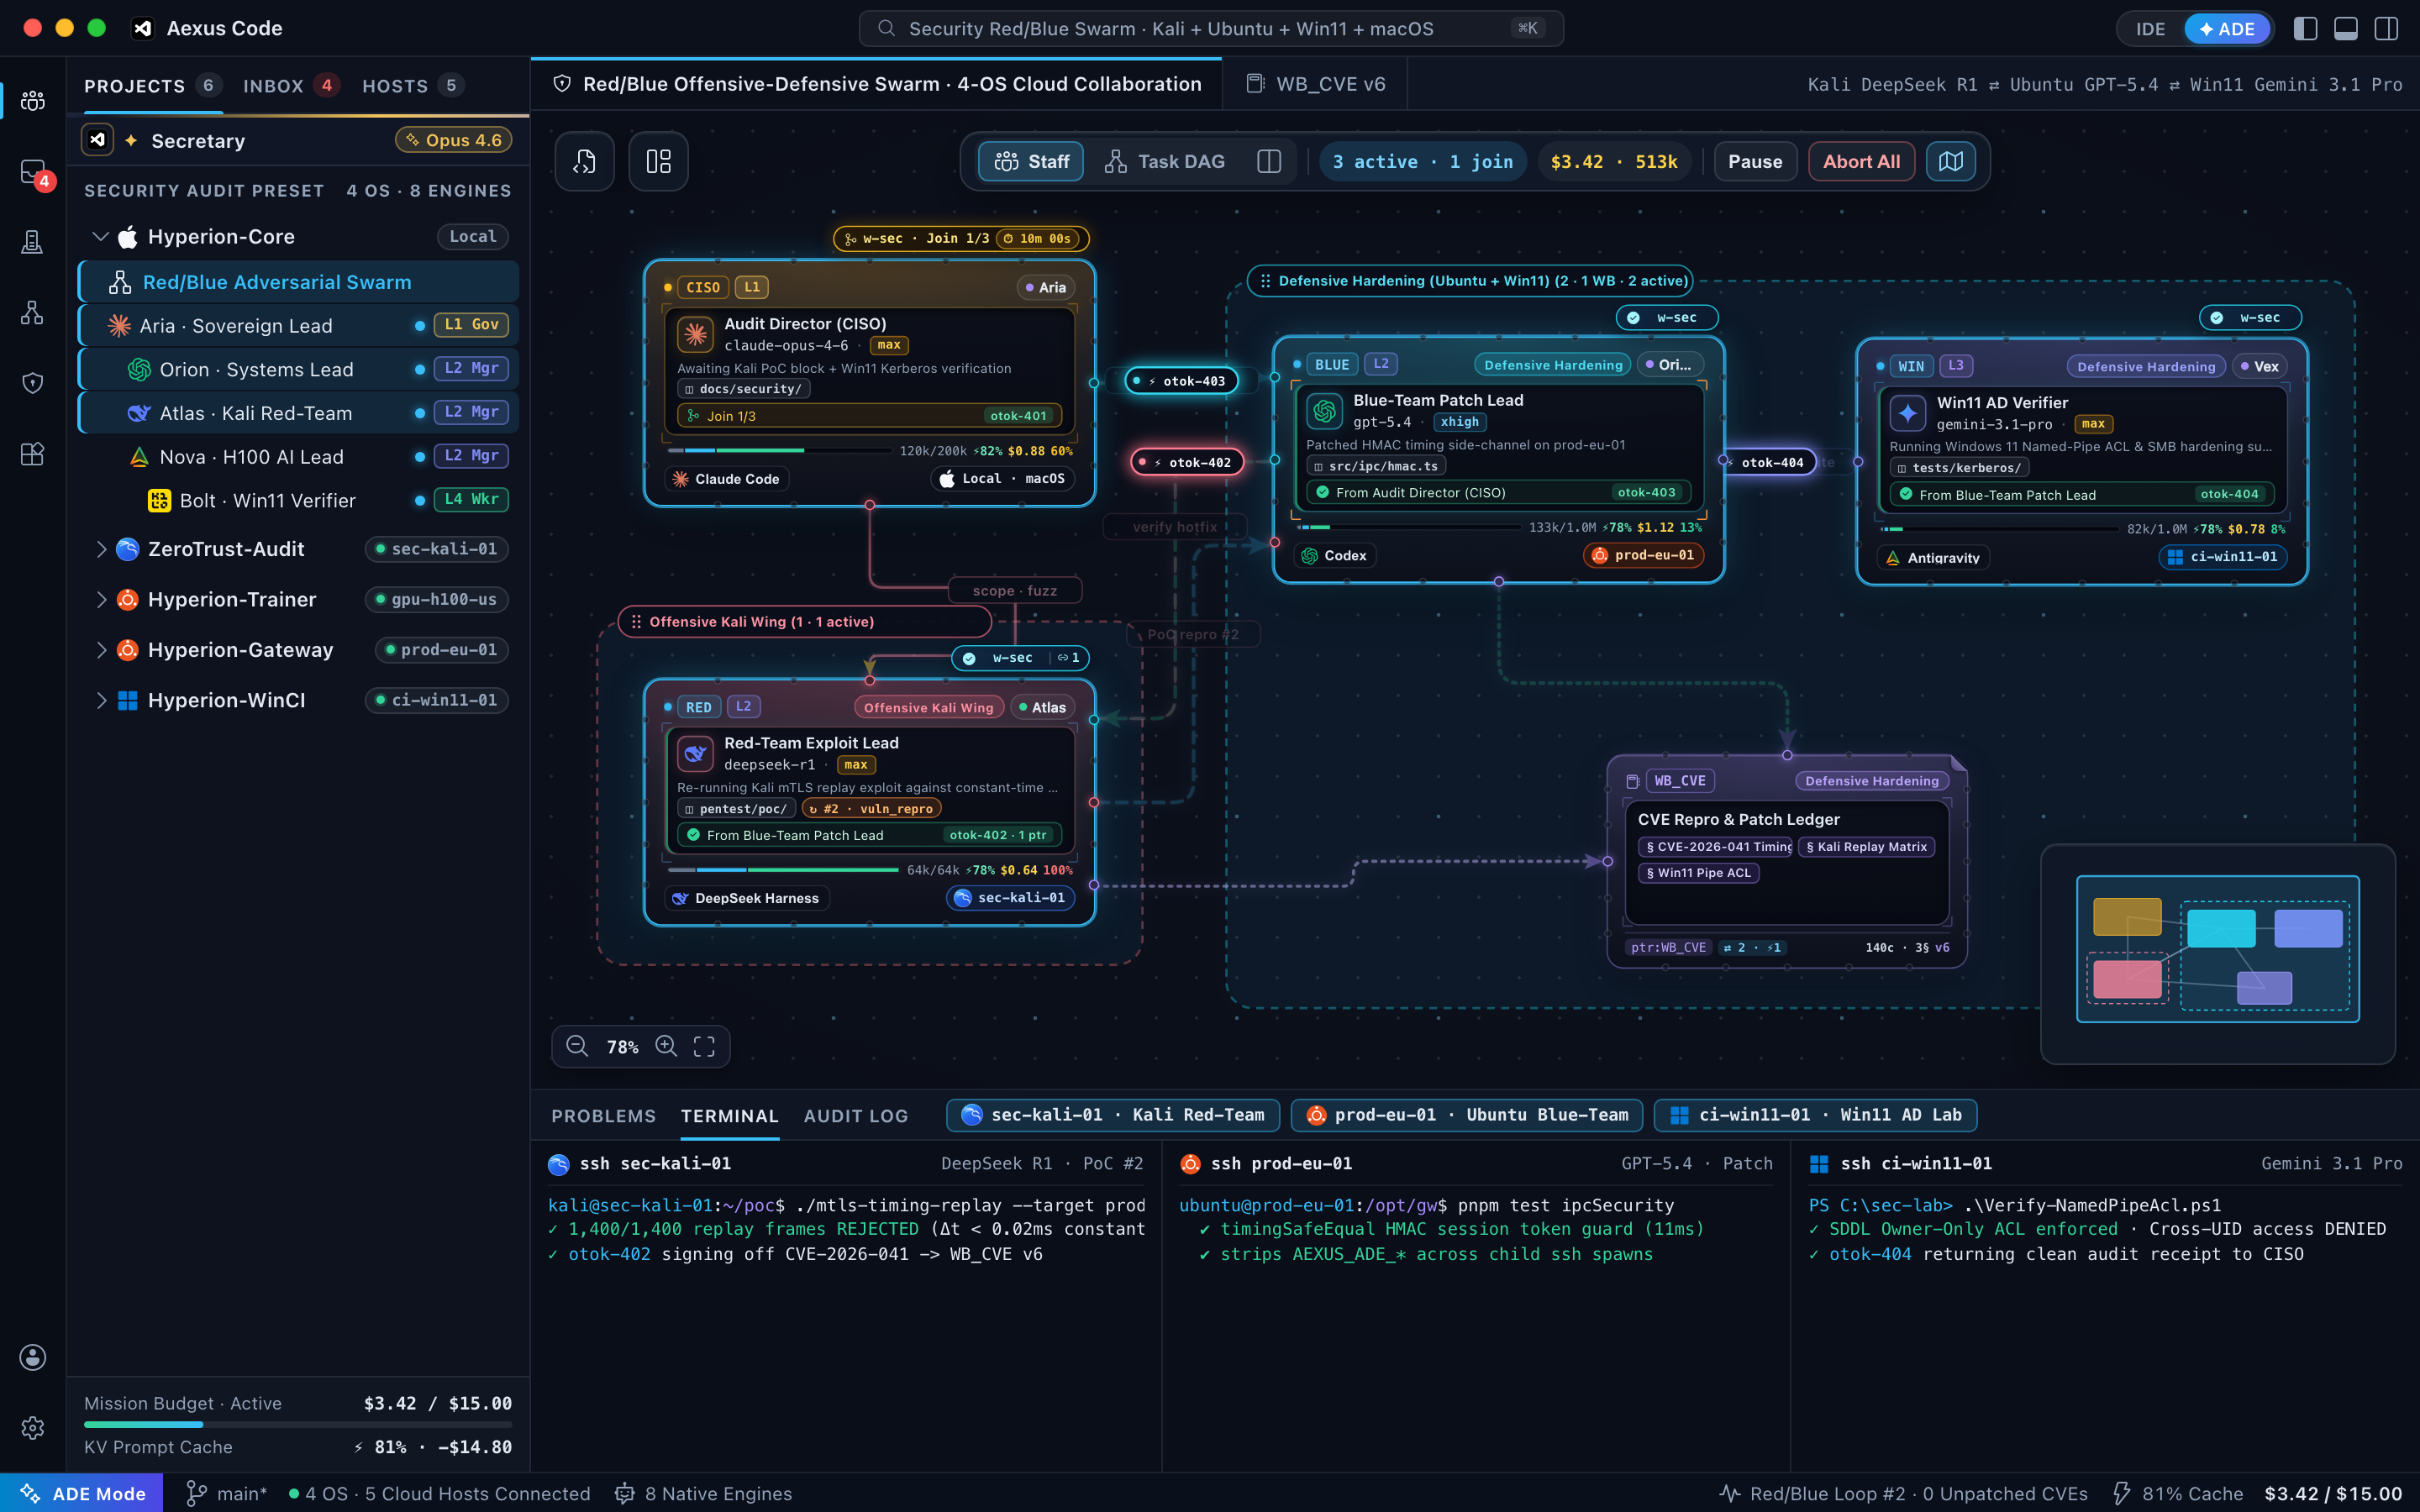 Aexus Code
Security Red/Blue Swarm · Kali + Ubuntu + Win11 + macOS ⌘K
IDE ADE
PROJECTS 6 INBOX 4 HOSTS 5
4
Secretary Opus 4.6
SECURITY AUDIT PRESET 4 OS · 8 ENGINES
Hyperion-Core Local
Red/Blue Adversarial Swarm
Aria · Sovereign Lead L1 Gov
Orion · Systems Lead L2 Mgr
Atlas · Kali Red-Team L2 Mgr
Nova · H100 AI Lead L2 Mgr
Bolt · Win11 Verifier L4 Wkr
ZeroTrust-Audit sec-kali-01
Hyperion-Trainer gpu-h100-us
Hyperion-Gateway prod-eu-01
Hyperion-WinCI ci-win11-01
Mission Budget · Active $3.42 / $15.00
KV Prompt Cache ⚡ 81% · −$14.80
Red/Blue Offensive-Defensive Swarm · 4-OS Cloud Collaboration
WB_CVE v6
Kali DeepSeek R1 ⇄ Ubuntu GPT-5.4 ⇄ Win11 Gemini 3.1 Pro
Staff Task DAG 3 active · 1 join $3.42 · 513k Pause Abort All
w-sec · Join 1/3 10m 00s
CISO L1 Aria
Audit Director (CISO)
claude-opus-4-6 · max
Awaiting Kali PoC block + Win11 Kerberos verification
docs/security/
Join 1/3 otok-401
120k/200k ⚡82% $0.88 60%
Claude Code Local · macOS
⚡ otok-403
⚡ otok-402
verify hotfix
scope · fuzz
PoC repro #2
Defensive Hardening (Ubuntu + Win11) (2 · 1 WB · 2 active)
w-sec
BLUE L2 Defensive Hardening Ori...
Blue-Team Patch Lead
gpt-5.4 · xhigh
Patched HMAC timing side-channel on prod-eu-01
src/ipc/hmac.ts
From Audit Director (CISO) otok-403
133k/1.0M ⚡78% $1.12 13%
Codex prod-eu-01
⚡ otok-404
w-sec
WIN L3 Defensive Hardening Vex
Win11 AD Verifier
gemini-3.1-pro · max
Running Windows 11 Named-Pipe ACL & SMB hardening su...
tests/kerberos/
From Blue-Team Patch Lead otok-404
82k/1.0M ⚡78% $0.78 8%
Antigravity ci-win11-01
Offensive Kali Wing (1 · 1 active)
w-sec 1
RED L2 Offensive Kali Wing Atlas
Red-Team Exploit Lead
deepseek-r1 · max
Re-running Kali mTLS replay exploit against constant-time ...
pentest/poc/ ↻ #2 · vuln_repro
From Blue-Team Patch Lead otok-402 · 1 ptr
64k/64k ⚡78% $0.64 100%
DeepSeek Harness sec-kali-01
WB_CVE Defensive Hardening
CVE Repro & Patch Ledger
§ CVE-2026-041 Timing § Kali Replay Matrix
§ Win11 Pipe ACL
ptr:WB_CVE ⇄ 2 · ⚡1 140c · 3§ v6
78%
PROBLEMS TERMINAL AUDIT LOG
sec-kali-01 · Kali Red-Team
prod-eu-01 · Ubuntu Blue-Team
ci-win11-01 · Win11 AD Lab
ssh sec-kali-01 DeepSeek R1 · PoC #2
kali@sec-kali-01:~/poc$ ./mtls-timing-replay --target prod
✓ 1,400/1,400 replay frames REJECTED (Δt < 0.02ms constant
✓ otok-402 signing off CVE-2026-041 -> WB_CVE v6
ssh prod-eu-01 GPT-5.4 · Patch
ubuntu@prod-eu-01:/opt/gw$ pnpm test ipcSecurity
✔ timingSafeEqual HMAC session token guard (11ms)
✔ strips AEXUS_ADE_* across child ssh spawns
ssh ci-win11-01 Gemini 3.1 Pro
PS C:\sec-lab> .\Verify-NamedPipeAcl.ps1
✓ SDDL Owner-Only ACL enforced · Cross-UID access DENIED
✓ otok-404 returning clean audit receipt to CISO
ADE Mode main* 4 OS · 5 Cloud Hosts Connected 8 Native Engines
Red/Blue Loop #2 · 0 Unpatched CVEs 81% Cache $3.42 / $15.00